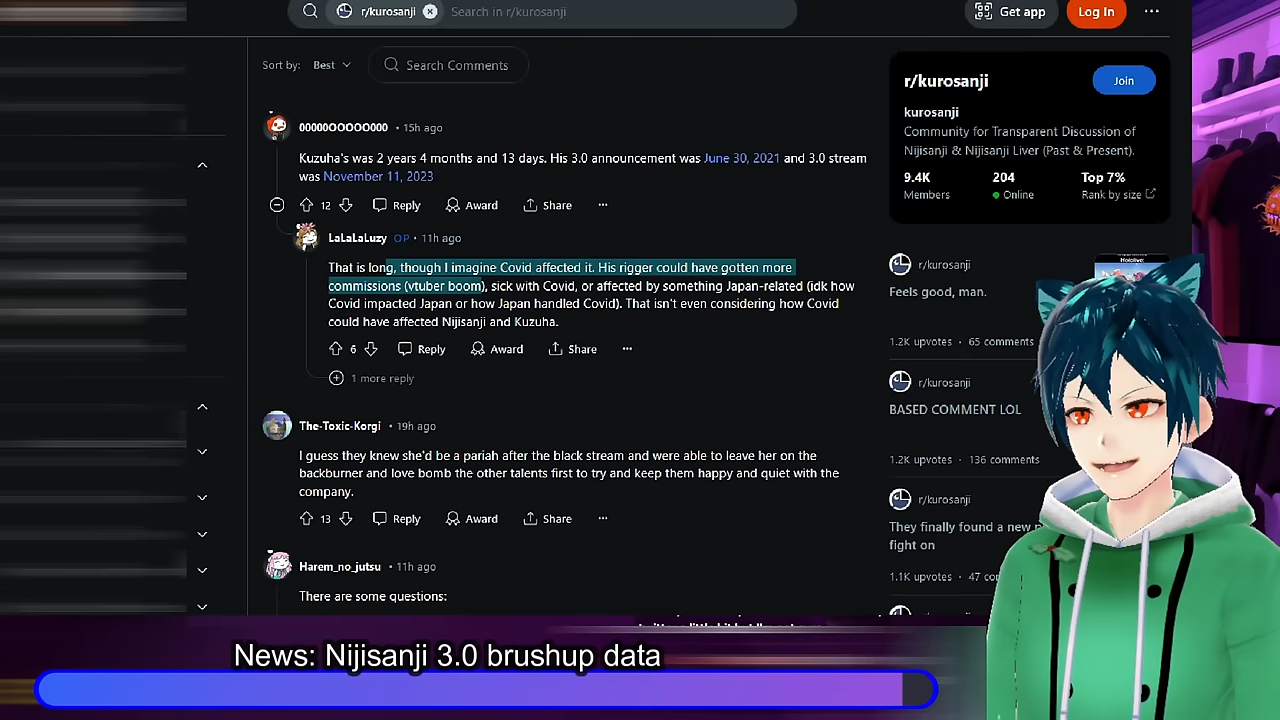 r/kurosanji
Search in r/kurosanji
Get app
Log In
Sort by:
Best
Search Comments
00000OOOOO000 • 15h ago
Kuzuha's was 2 years 4 months and 13 days. His 3.0 announcement was June 30, 2021 and 3.0 stream
was November 11, 2023
12
Reply
Award
Share
LaLaLaLuzy OP • 11h ago
That is long, though I imagine Covid affected it. His rigger could have gotten more
commissions (vtuber boom), sick with Covid, or affected by something Japan-related (idk how
Covid impacted Japan or how Japan handled Covid). That isn't even considering how Covid
could have affected Nijisanji and Kuzuha.
6
Reply
Award
Share
1 more reply
The-Toxic-Korgi • 19h ago
I guess they knew she'd be a pariah after the black stream and were able to leave her on the
backburner and love bomb the other talents first to try and keep them happy and quiet with the
company.
13
Reply
Award
Share
Harem_no_jutsu • 11h ago
There are some questions:
r/kurosanji
Join
kurosanji
Community for Transparent Discussion of
Nijisanji & Nijisanji Liver (Past & Present).
9.4K
204
Top 7%
Members
Online
Rank by size
r/kurosanji
Feels good, man.
1.2K upvotes • 65 comments
r/kurosanji
BASED COMMENT LOL
1.2K upvotes • 136 comments
r/kurosanji
They finally found a new
fight on
1.1K upvotes • 47
News: Nijisanji 3.0 brushup data